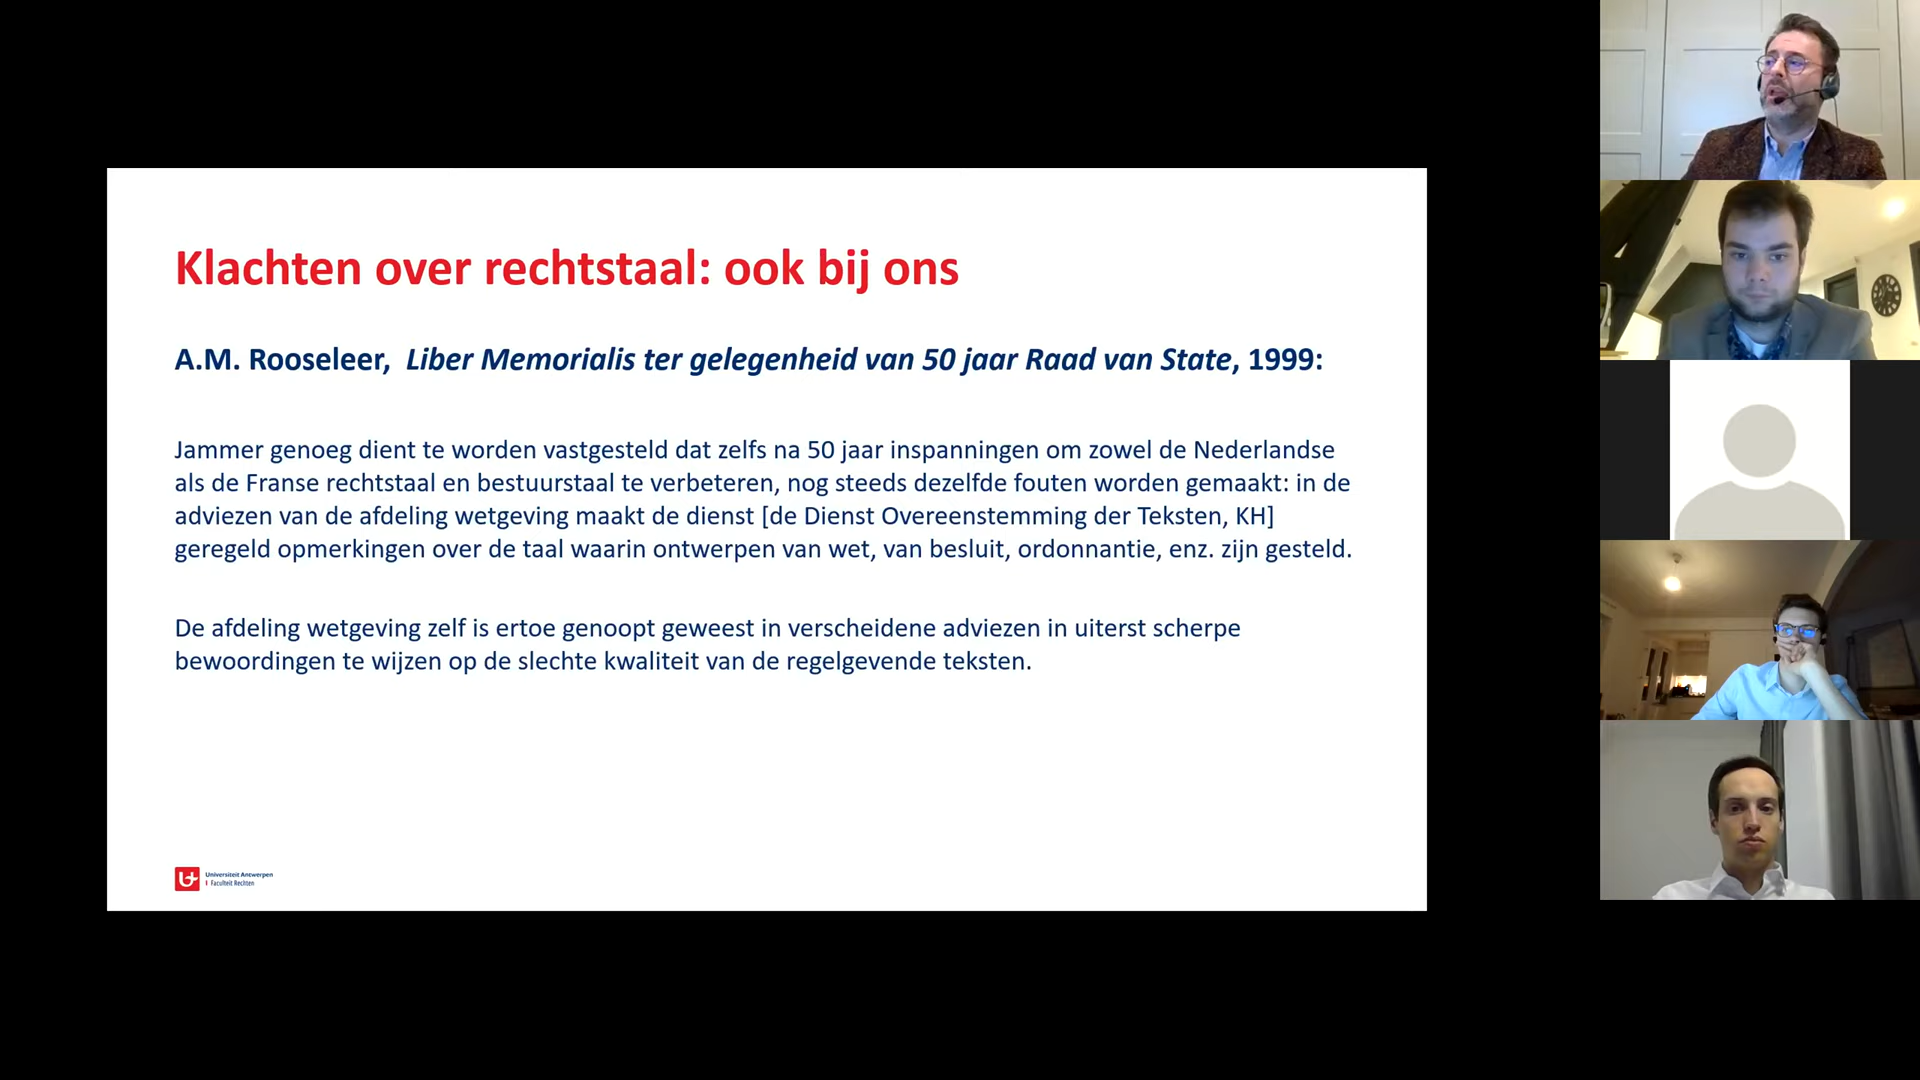 Klachten over rechtstaal: ook bij ons
A.M. Rooseleer, Liber Memorialis ter gelegenheid van 50 jaar Raad van State, 1999:
Jammer genoeg dient te worden vastgesteld dat zelfs na 50 jaar inspanningen om zowel de Nederlandse
als de Franse rechtstaal en bestuurstaal te verbeteren, nog steeds dezelfde fouten worden gemaakt: in de
adviezen van de afdeling wetgeving maakt de dienst [de Dienst Overeenstemming der Teksten, KH]
geregeld opmerkingen over de taal waarin ontwerpen van wet, van besluit, ordonnantie, enz. zijn gesteld.
De afdeling wetgeving zelf is ertoe genoopt geweest in verscheidene adviezen in uiterst scherpe
bewoordingen te wijzen op de slechte kwaliteit van de regelgevende teksten.
Universiteit Antwerpen
I Faculteit Rechten